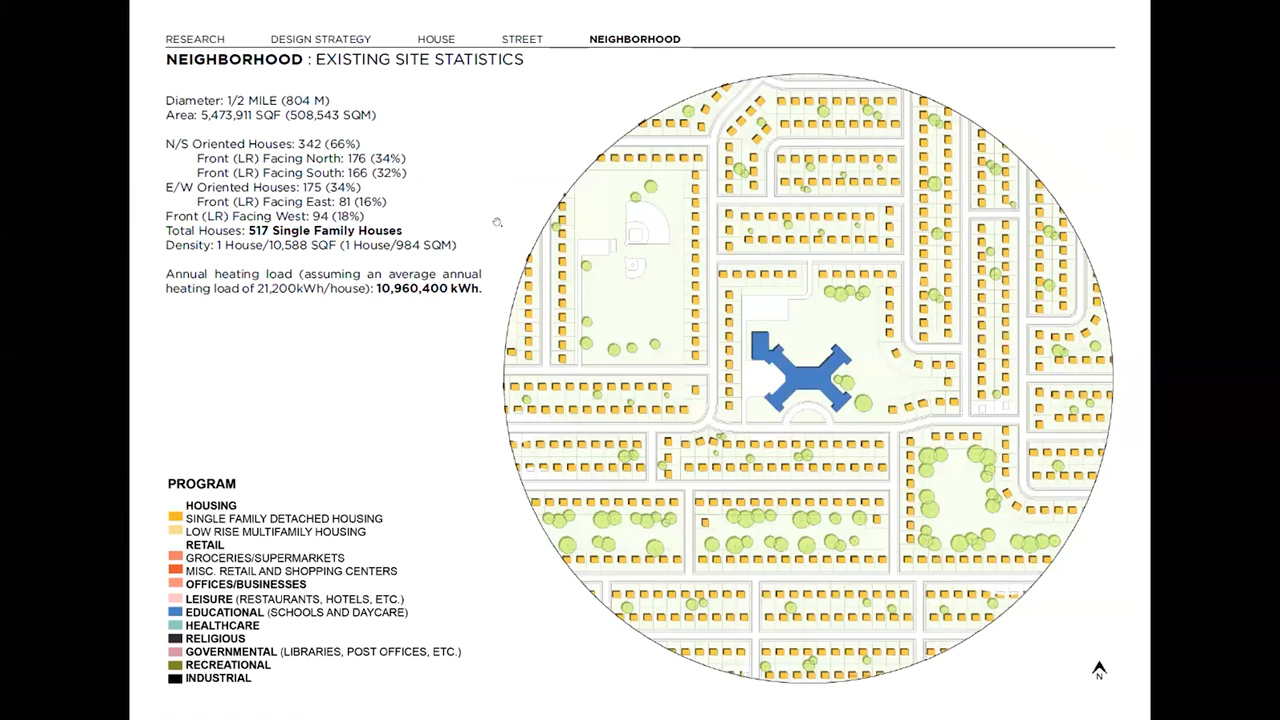 RESEARCH DESIGN STRATEGY HOUSE STREET NEIGHBORHOOD
NEIGHBORHOOD : EXISTING SITE STATISTICS
Diameter: 1/2 MILE (804 M)
Area: 5,473,911 SQF (508,543 SQM)
N/S Oriented Houses: 342 (66%)
Front (LR) Facing North: 176 (34%)
Front (LR) Facing South: 166 (32%)
E/W Oriented Houses: 175 (34%)
Front (LR) Facing East: 81 (16%)
Front (LR) Facing West: 94 (18%)
Total Houses: 517 Single Family Houses
Density: 1 House/10,588 SQF (1 House/984 SQM)
Annual heating load (assuming an average annual
heating load of 21,200kWh/house): 10,960,400 kWh.
PROGRAM
HOUSING
SINGLE FAMILY DETACHED HOUSING
LOW RISE MULTIFAMILY HOUSING
RETAIL
GROCERIES/SUPERMARKETS
MISC. RETAIL AND SHOPPING CENTERS
OFFICES/BUSINESSES
LEISURE (RESTAURANTS, HOTELS, ETC.)
EDUCATIONAL (SCHOOLS AND DAYCARE)
HEALTHCARE
RELIGIOUS
GOVERNMENTAL (LIBRARIES, POST OFFICES, ETC.)
RECREATIONAL
INDUSTRIAL
N